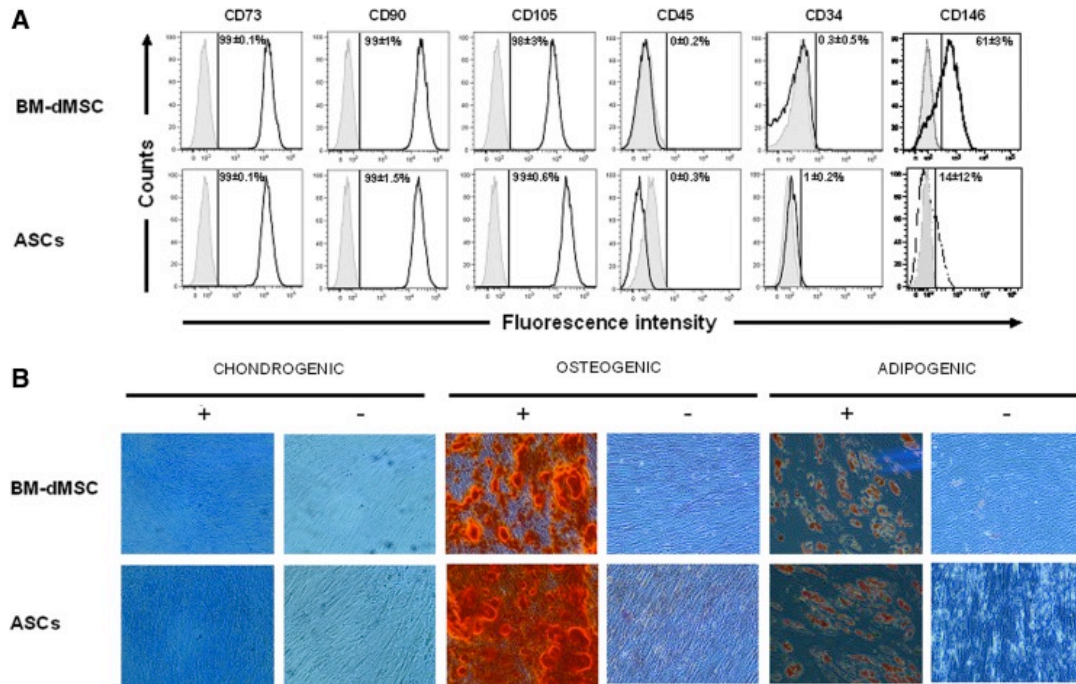 A
CD73 CD90 CD105 CD45 CD34 CD146
BM-dMSC
99±0.1% 99±1% 98±3% 0±0.2% 0.3±0.5% 61±3%
Counts
ASCs
99±0.1% 99±1.5% 99±0.6% 0±0.3% 1±0.2% 14±12%
Fluorescence intensity
B
CHONDROGENIC OSTEOGENIC ADIPOGENIC
+ - + - + -
BM-dMSC
ASCs